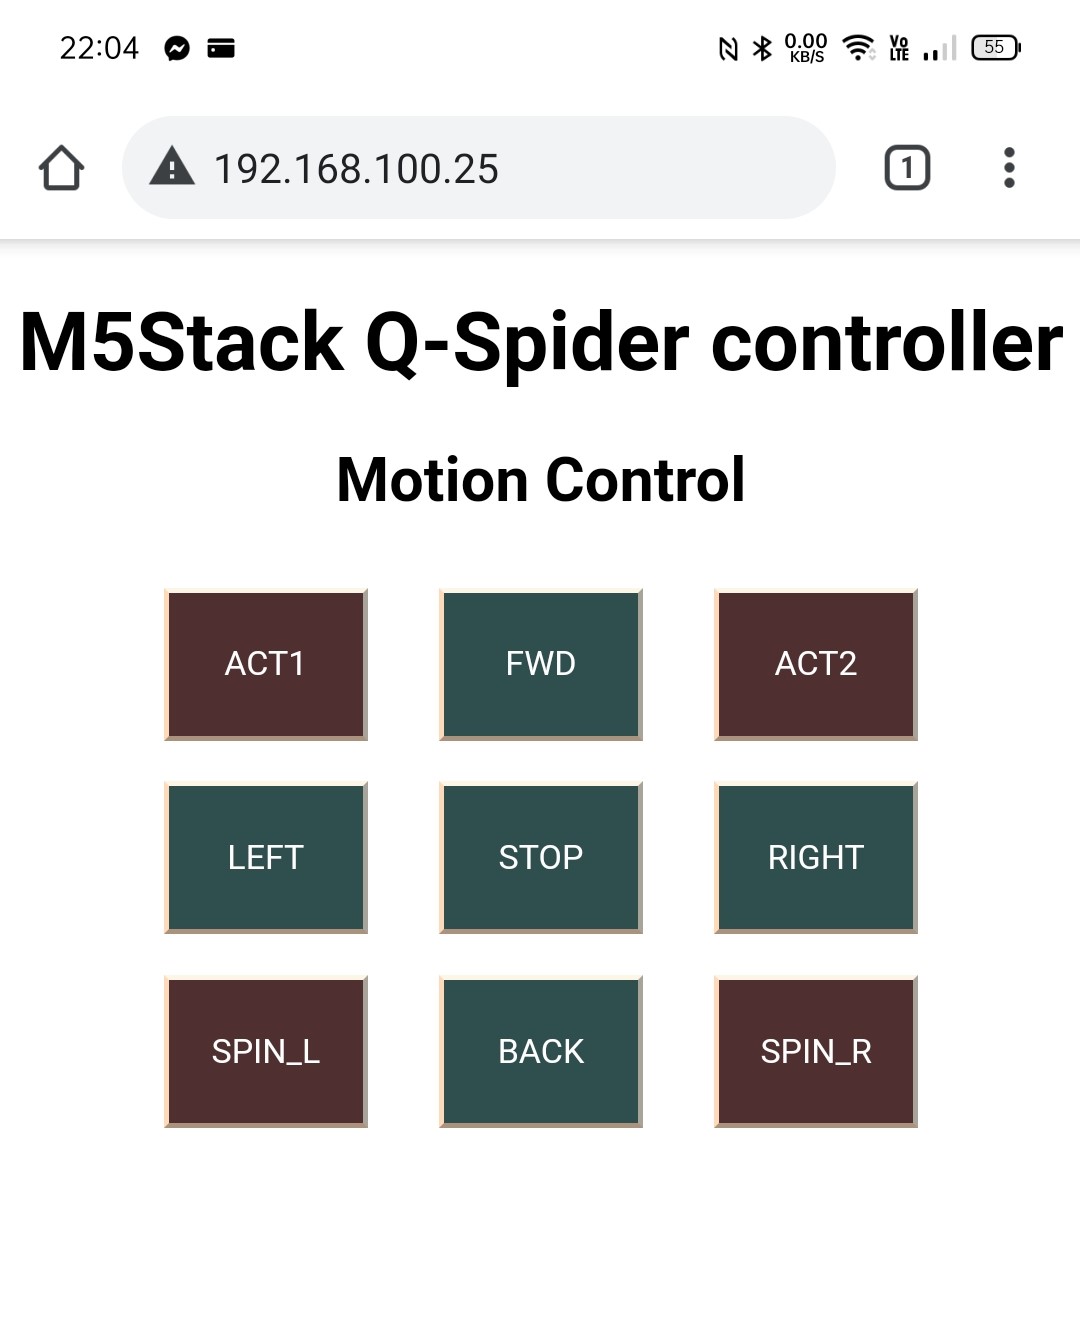 22:04 0.00 KB/S Vo LTE 55
192.168.100.25 1
M5Stack Q-Spider controller
Motion Control
ACT1 FWD ACT2
LEFT STOP RIGHT
SPIN_L BACK SPIN_R